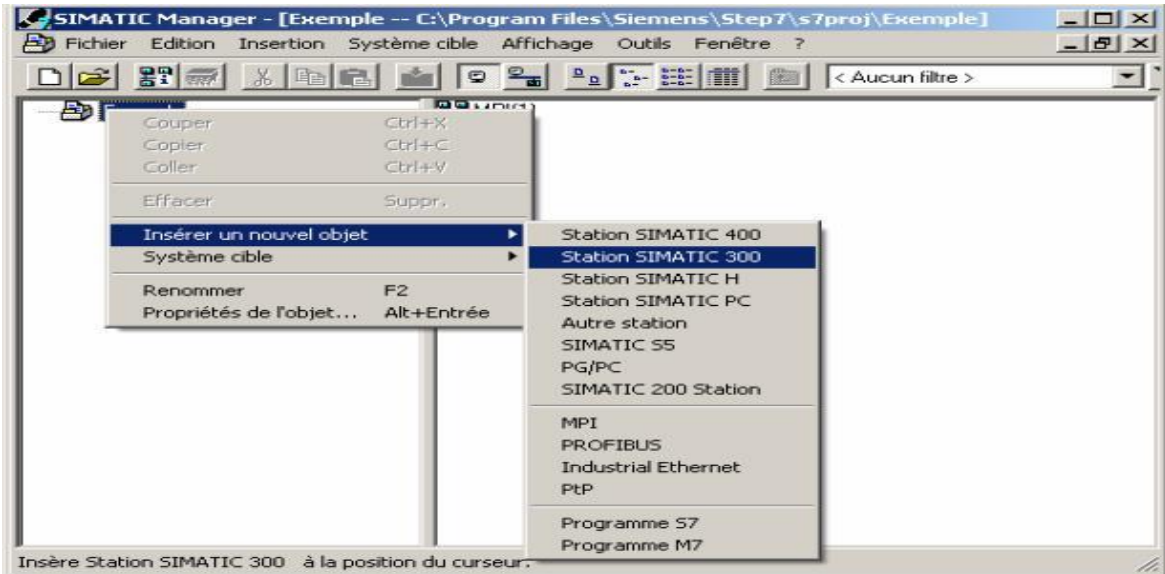 SIMATIC Manager - [Exemple -- C:\Program Files\Siemens\Step7\s7proj\Exemple]
Fichier Edition Insertion Système cible Affichage Outils Fenêtre ?
< Aucun filtre >
Couper Ctrl+X
Copier Ctrl+C
Coller Ctrl+V
Effacer Suppr.
Insérer un nouvel objet
Système cible
Renommer F2
Propriétés de l'objet... Alt+Entrée
Station SIMATIC 400
Station SIMATIC 300
Station SIMATIC H
Station SIMATIC PC
Autre station
SIMATIC S5
PG/PC
SIMATIC 200 Station
MPI
PROFIBUS
Industrial Ethernet
PtP
Programme S7
Programme M7
Insère Station SIMATIC 300 à la position du curseur.